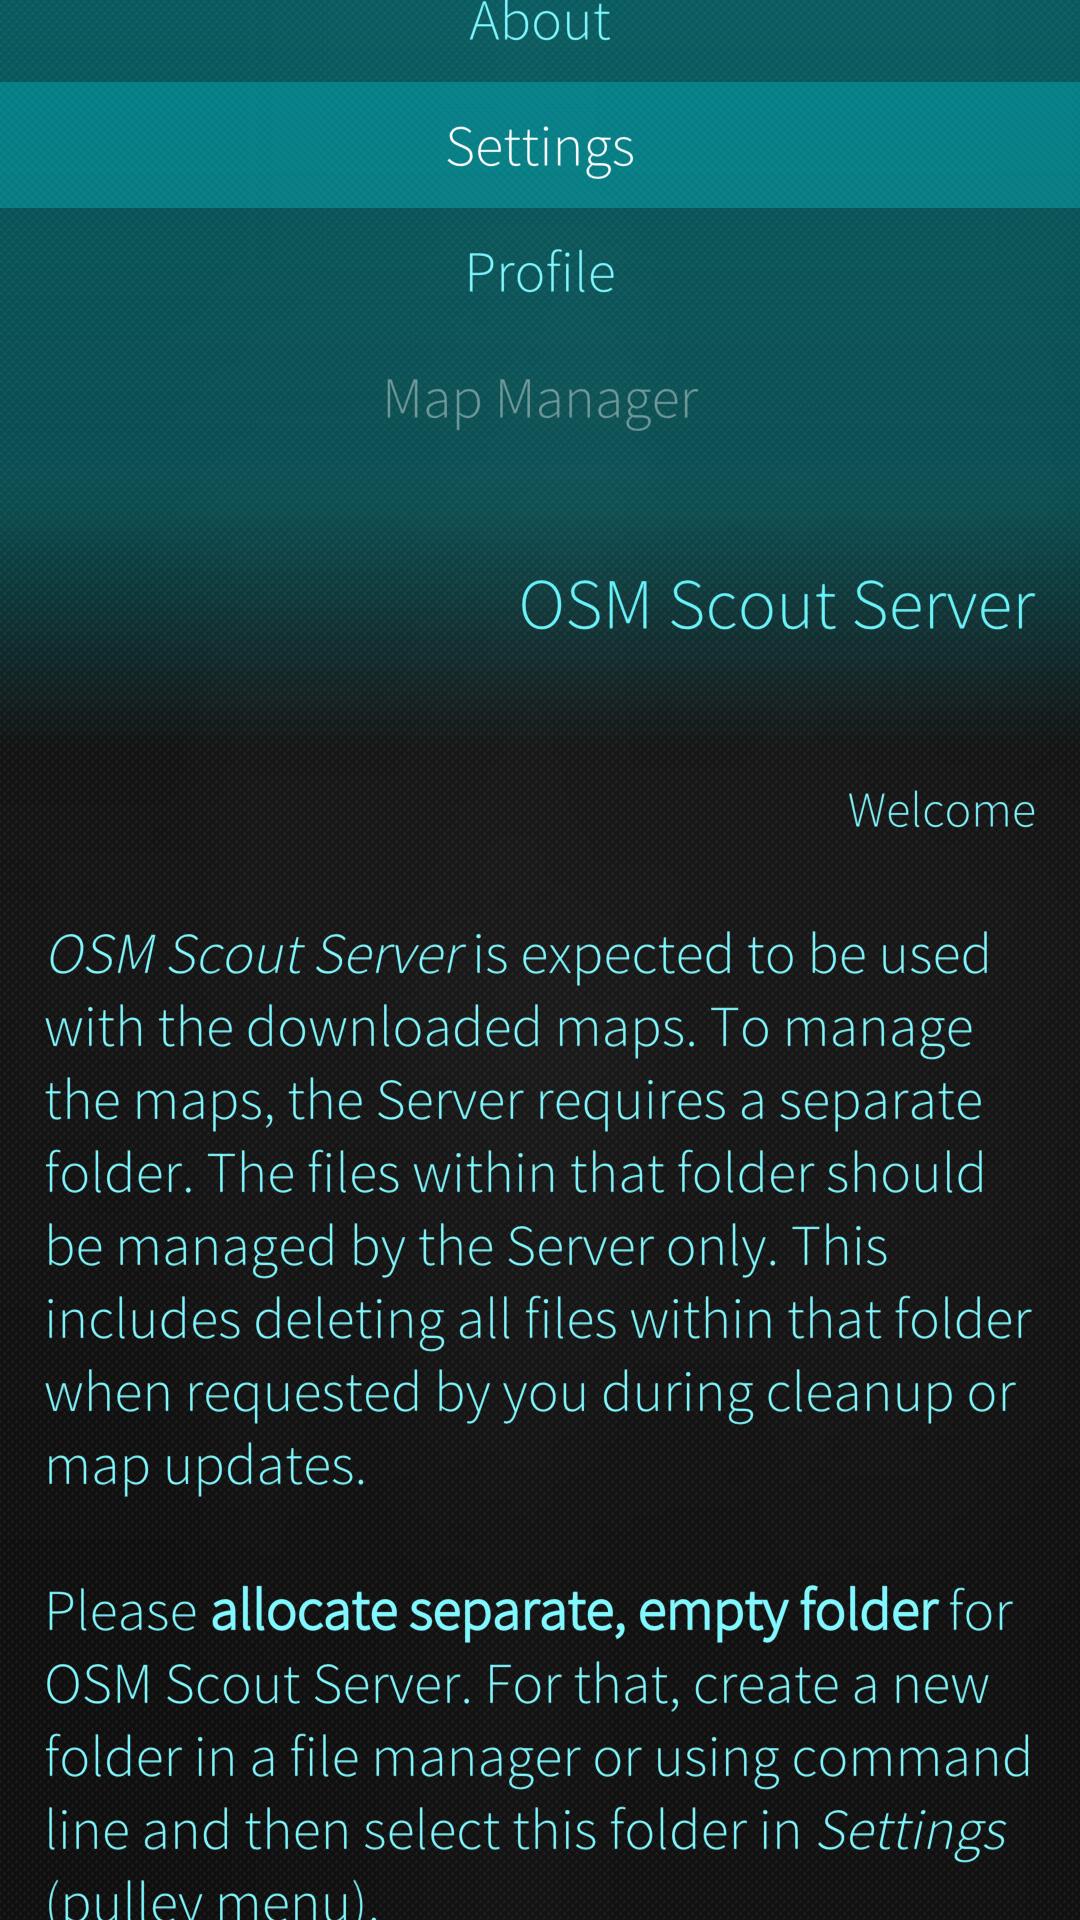 About
Settings
Profile
Map Manager
OSM Scout Server
Welcome
OSM Scout Server is expected to be used
with the downloaded maps. To manage
the maps, the Server requires a separate
folder. The files within that folder should
be managed by the Server only. This
includes deleting all files within that folder
when requested by you during cleanup or
map updates.
Please allocate separate, empty folder for
OSM Scout Server. For that, create a new
folder in a file manager or using command
line and then select this folder in Settings
(pulley menu).